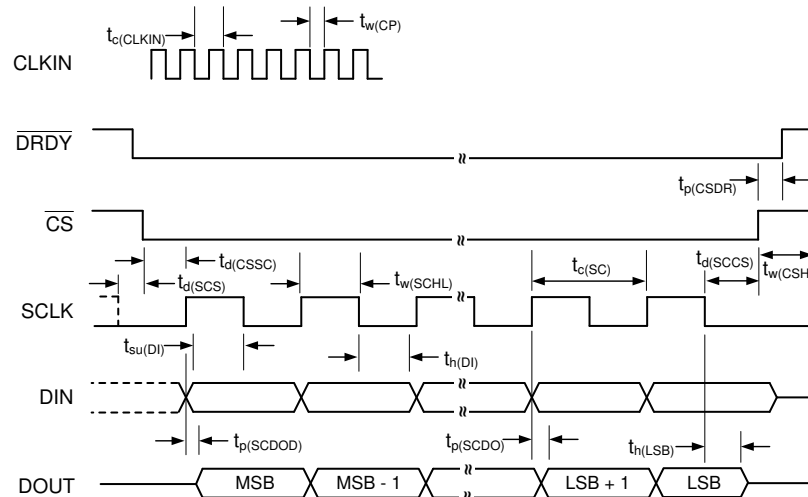 t_c(CLKIN)
t_w(CP)
CLKIN
DRDY
t_p(CSDR)
CS
t_d(CSSC)
t_c(SC)
t_d(SCCS)
t_d(SCS)
t_w(SCHL)
t_w(CSH
SCLK
t_su(DI)
t_h(DI)
DIN
t_p(SCDOD)
t_p(SCDO)
t_h(LSB)
DOUT
MSB
MSB - 1
LSB + 1
LSB